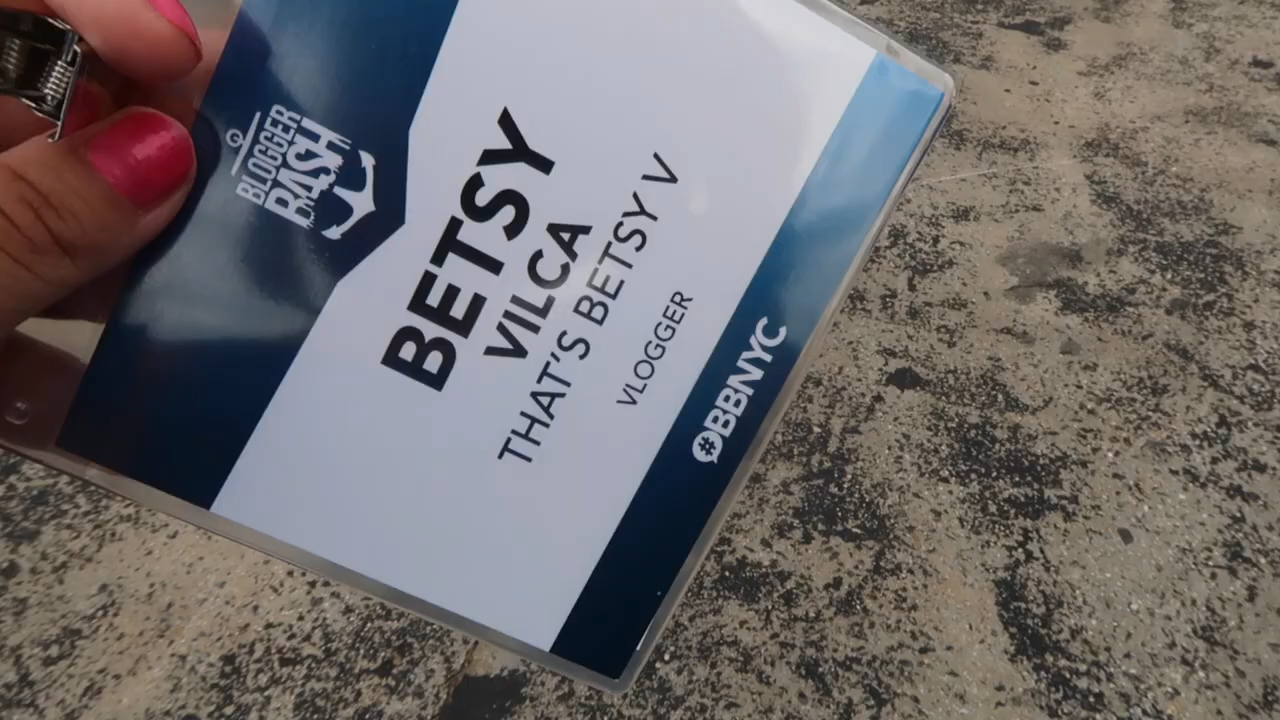 BLOGGER
BASH
BETSY
VILCA
THAT'S BETSY V
VLOGGER
#BBNYC